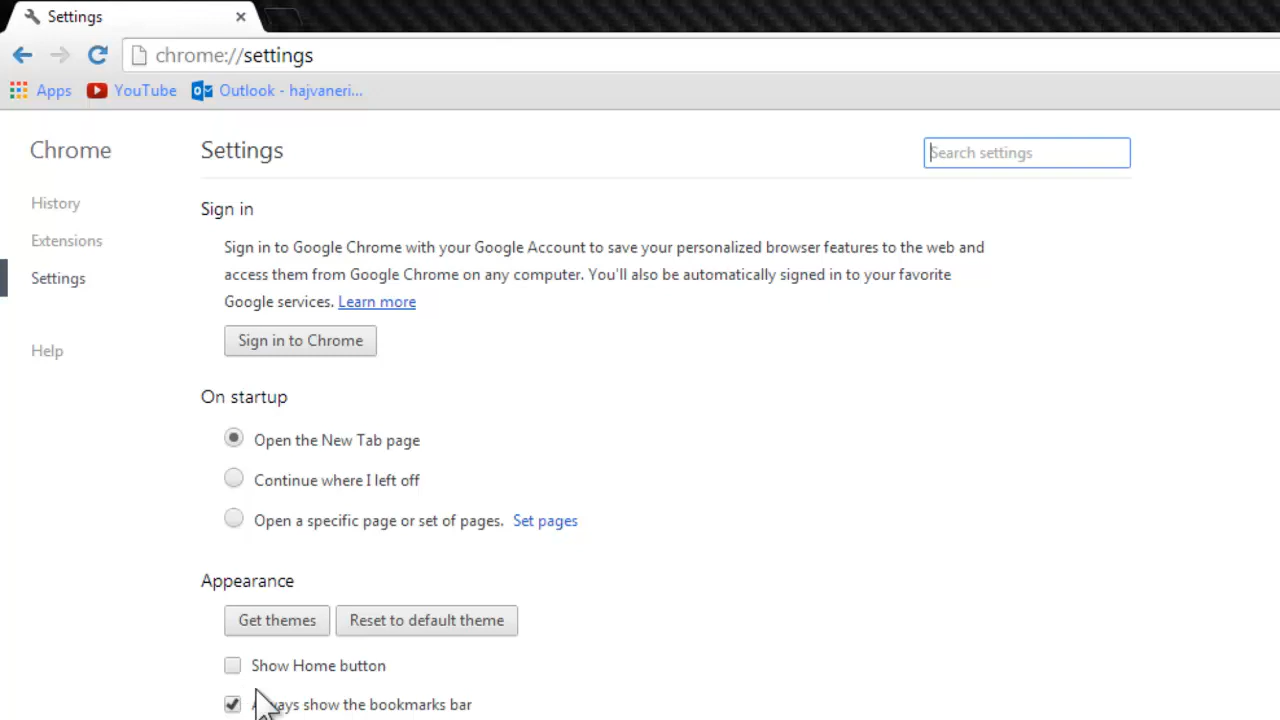 Settings
chrome://settings
Apps YouTube Outlook - hajvaneri...
Chrome
Settings
Search settings
History
Extensions
Settings
Help
Sign in
Sign in to Google Chrome with your Google Account to save your personalized browser features to the web and
access them from Google Chrome on any computer. You'll also be automatically signed in to your favorite
Google services. Learn more
Sign in to Chrome
On startup
Open the New Tab page
Continue where I left off
Open a specific page or set of pages. Set pages
Appearance
Get themes Reset to default theme
Show Home button
Always show the bookmarks bar